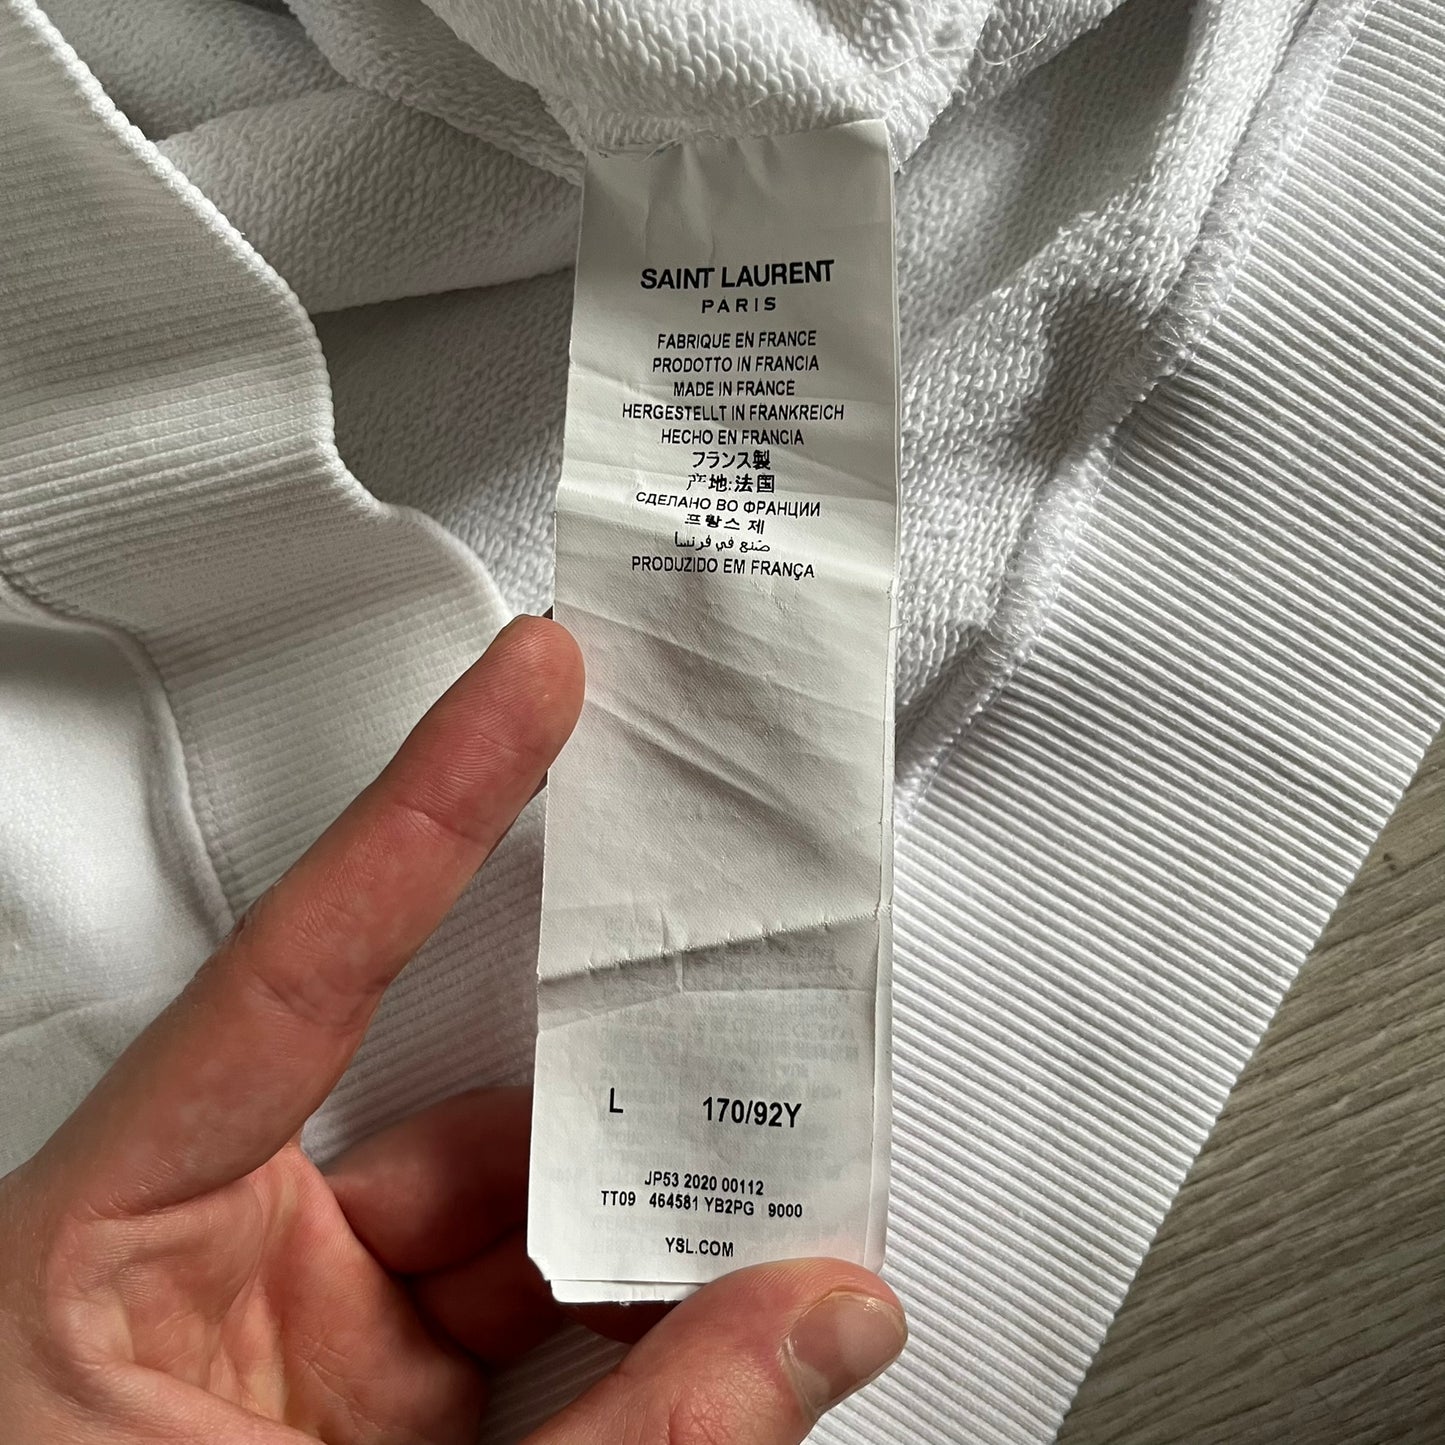 SAINT LAURENT
PARIS
FABRIQUE EN FRANCE
PRODOTTO IN FRANCIA
MADE IN FRANCE
HERGESTELLT IN FRANKREICH
HECHO EN FRANCIA
フランス製
产地:法国
СДЕЛАНО ВО ФРАНЦИИ
프랑스 제
صنع في فرنسا
PRODUZIDO EM FRANÇA
L 170/92Y
JP53 2020 00112
TT09 464581 YB2PG 9000
YSL.COM